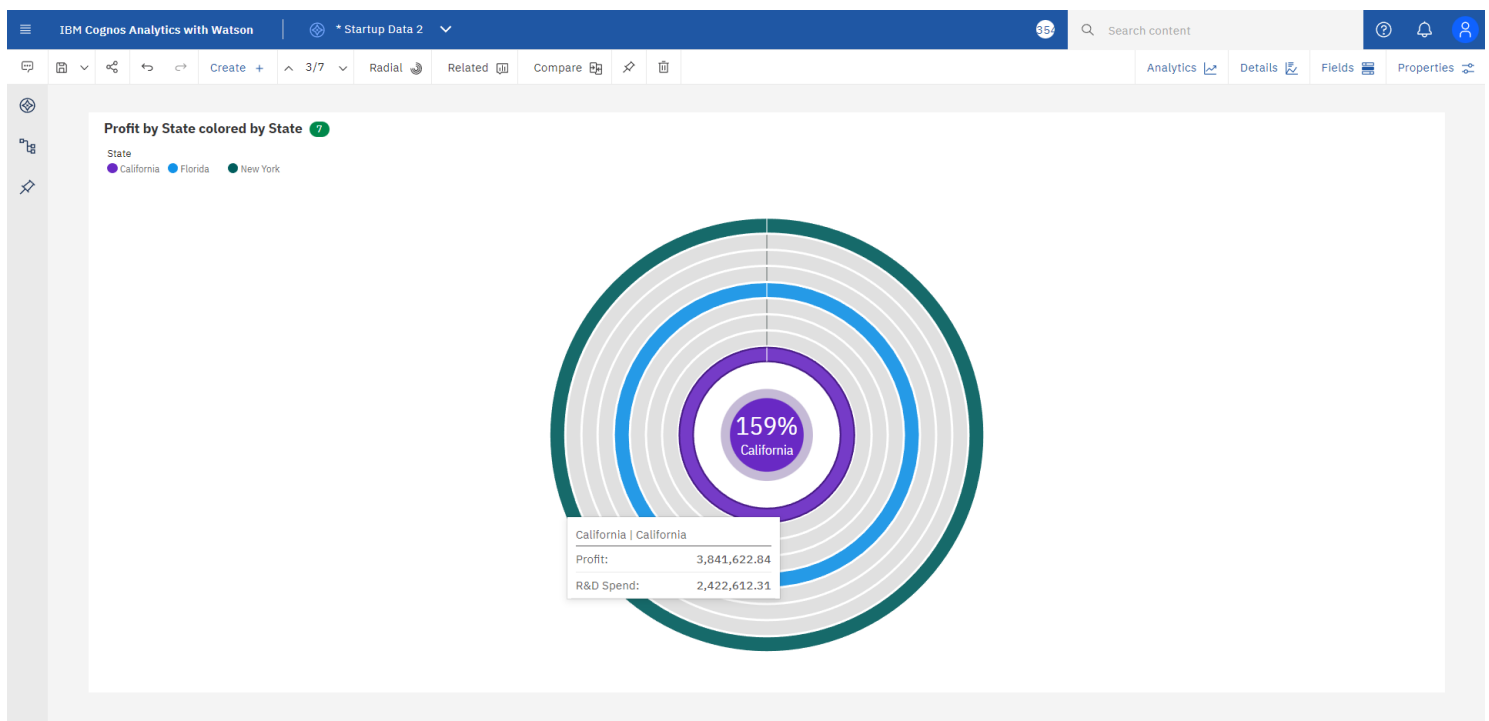 IBM Cognos Analytics with Watson
* Startup Data 2
Search content
Create +
3/7
Radial
Related
Compare
Analytics
Details
Fields
Properties
Profit by State colored by State 7
State
California Florida New York
159%
California
California | California
Profit: 3,841,622.84
R&D Spend: 2,422,612.31